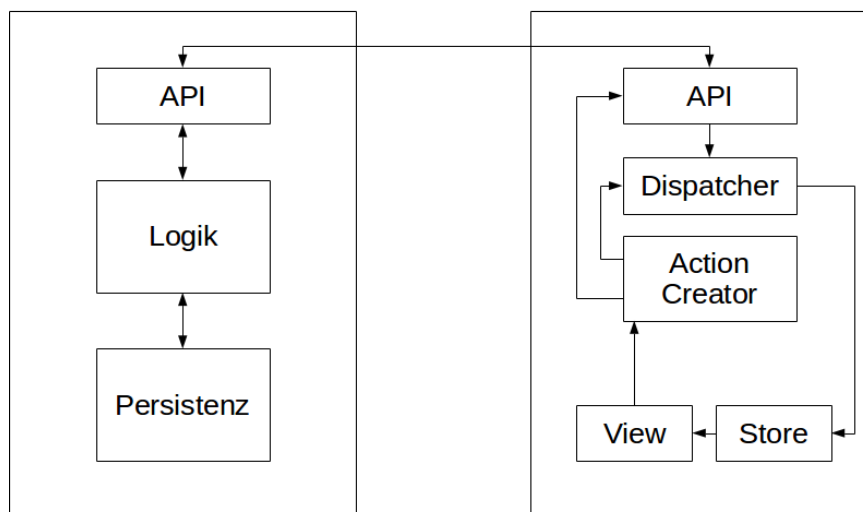 API
Logik
Persistenz
API
Dispatcher
Action
Creator
View
Store